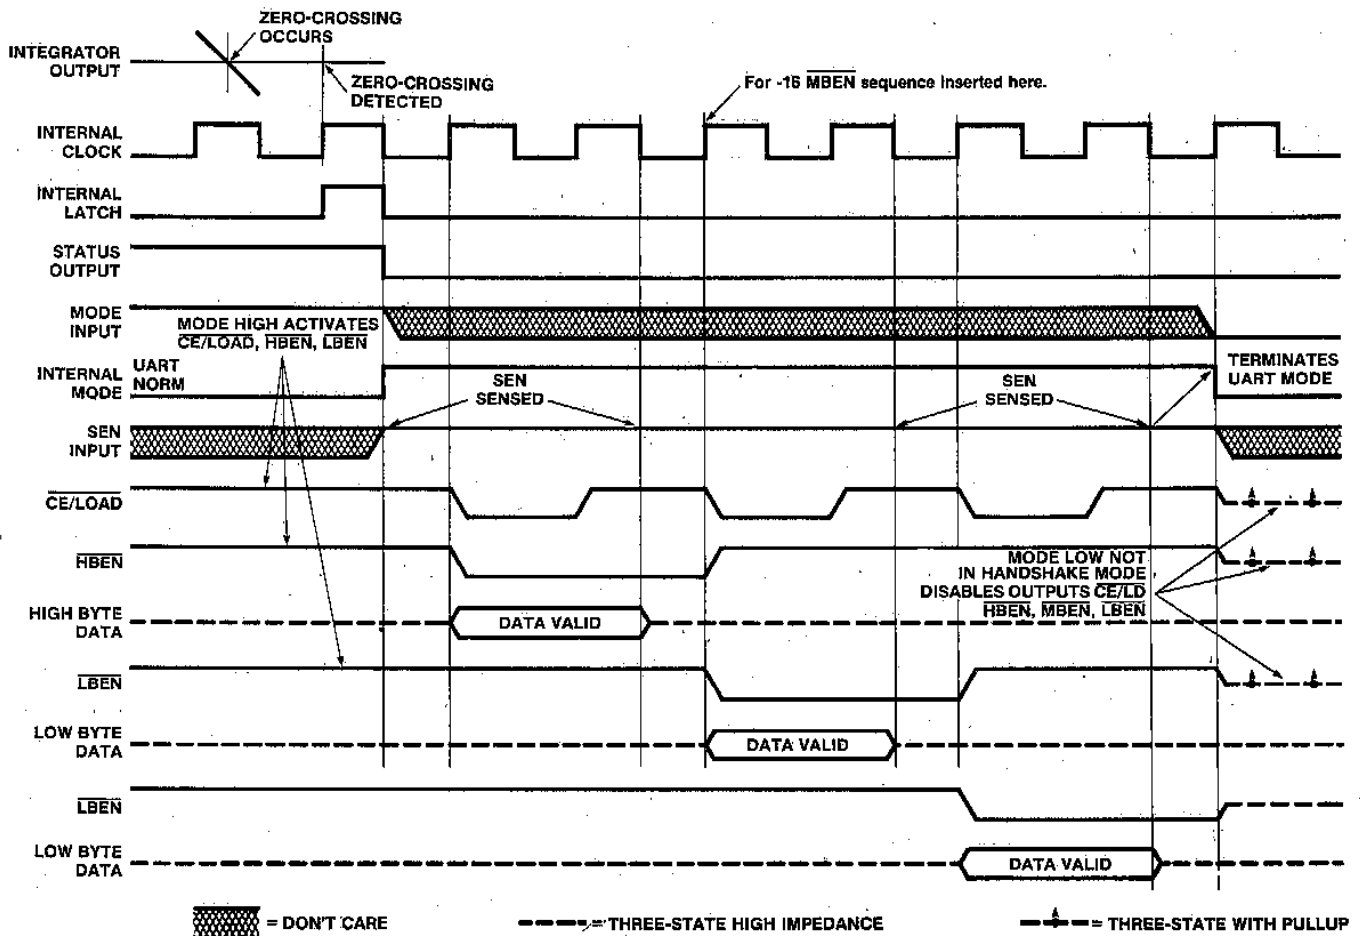 ZERO-CROSSING
OCCURS
INTEGRATOR
OUTPUT
ZERO-CROSSING
DETECTED
For -16 MBEN sequence inserted here.
INTERNAL
CLOCK
INTERNAL
LATCH
STATUS
OUTPUT
MODE
INPUT
MODE HIGH ACTIVATES
CE/LOAD, HBEN, LBEN
INTERNAL
MODE
UART
NORM
SEN
SENSED
SEN
SENSED
TERMINATES
UART MODE
SEN
INPUT
CE/LOAD
HBEN
MODE LOW NOT
IN HANDSHAKE MODE
DISABLES OUTPUTS CE/LD
HBEN, MBEN, LBEN
HIGH BYTE
DATA
DATA VALID
LBEN
LOW BYTE
DATA
DATA VALID
LBEN
LOW BYTE
DATA
DATA VALID
= DON'T CARE
= THREE-STATE HIGH IMPEDANCE
= THREE-STATE WITH PULLUP